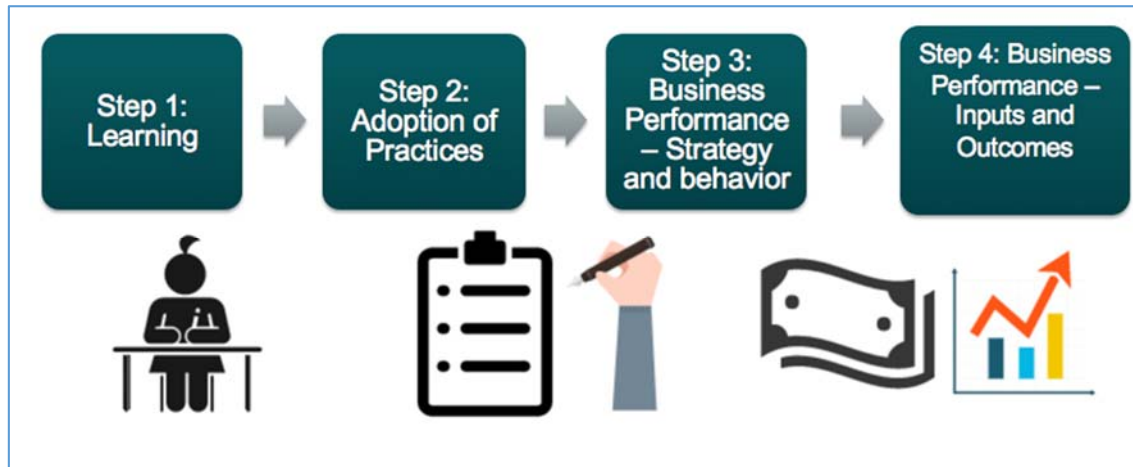 Step 1:
Learning
Step 2:
Adoption of
Practices
Step 3:
Business
Performance
– Strategy
and behavior
Step 4: Business
Performance –
Inputs and
Outcomes